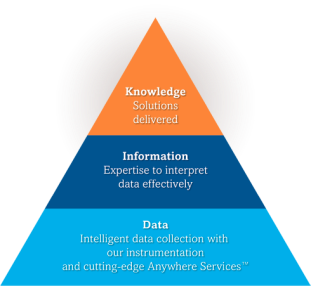 Knowledge
Solutions
delivered
Information
Expertise to interpret
data effectively
Data
Intelligent data collection with
our instrumentation
and cutting-edge Anywhere Services™